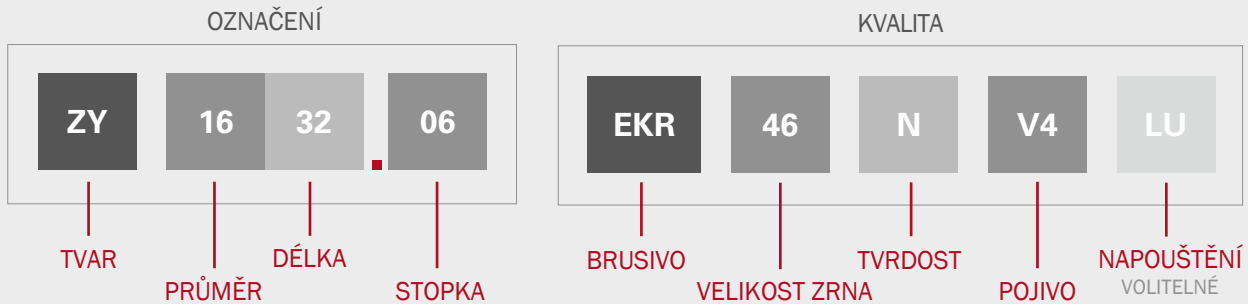 OZNAČENÍ
KVALITA
ZY 16 32 . 06
EKR 46 N V4 LU
TVAR
PRŮMĚR
DÉLKA
STOPKA
BRUSIVO
VELIKOST ZRNA
TVRDOST
POJIVO
NAPOUŠTĚNÍ
VOLITELNÉ